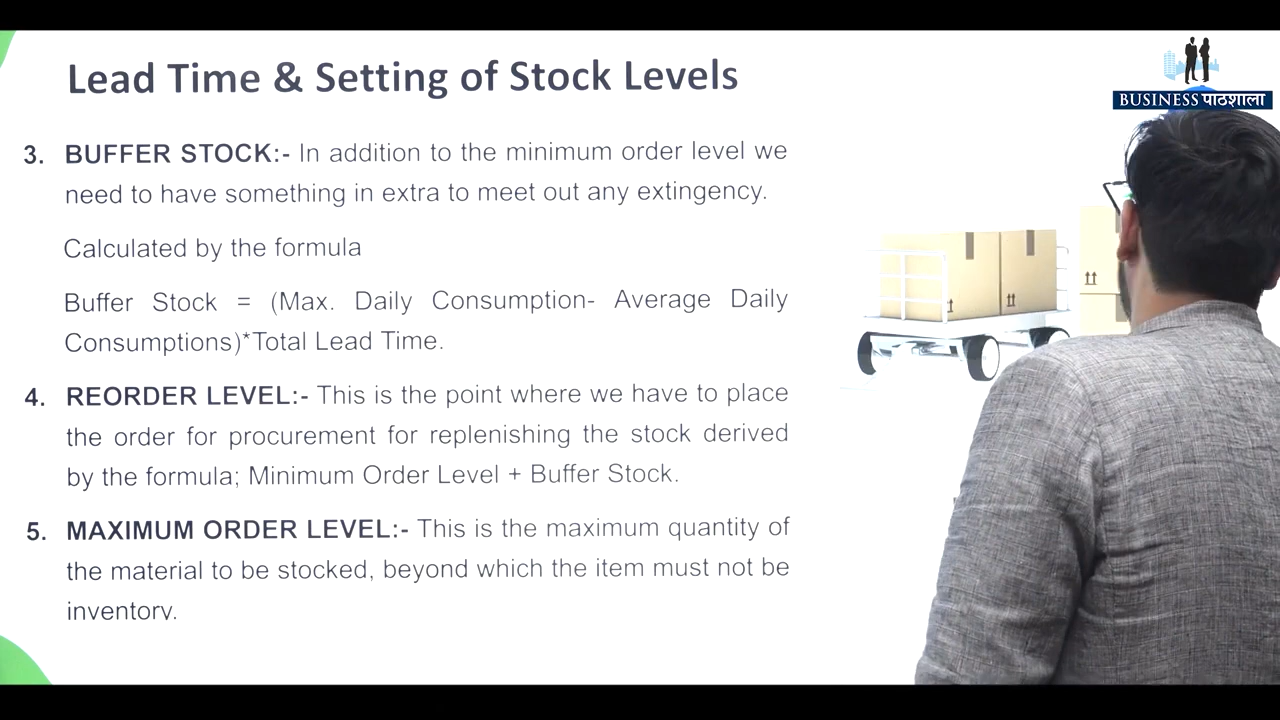 Lead Time & Setting of Stock Levels
BUSINESS पाठशाला
3. BUFFER STOCK:- In addition to the minimum order level we
need to have something in extra to meet out any extingency.
Calculated by the formula
Buffer Stock = (Max. Daily Consumption- Average Daily
Consumptions)*Total Lead Time.
4. REORDER LEVEL:- This is the point where we have to place
the order for procurement for replenishing the stock derived
by the formula; Minimum Order Level + Buffer Stock.
5. MAXIMUM ORDER LEVEL:- This is the maximum quantity of
the material to be stocked, beyond which the item must not be
inventory.